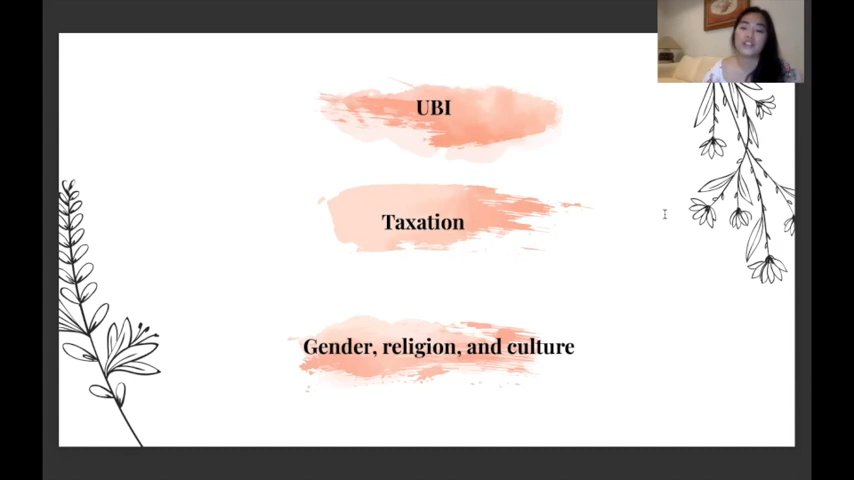 UBI
Taxation
Gender, religion, and culture